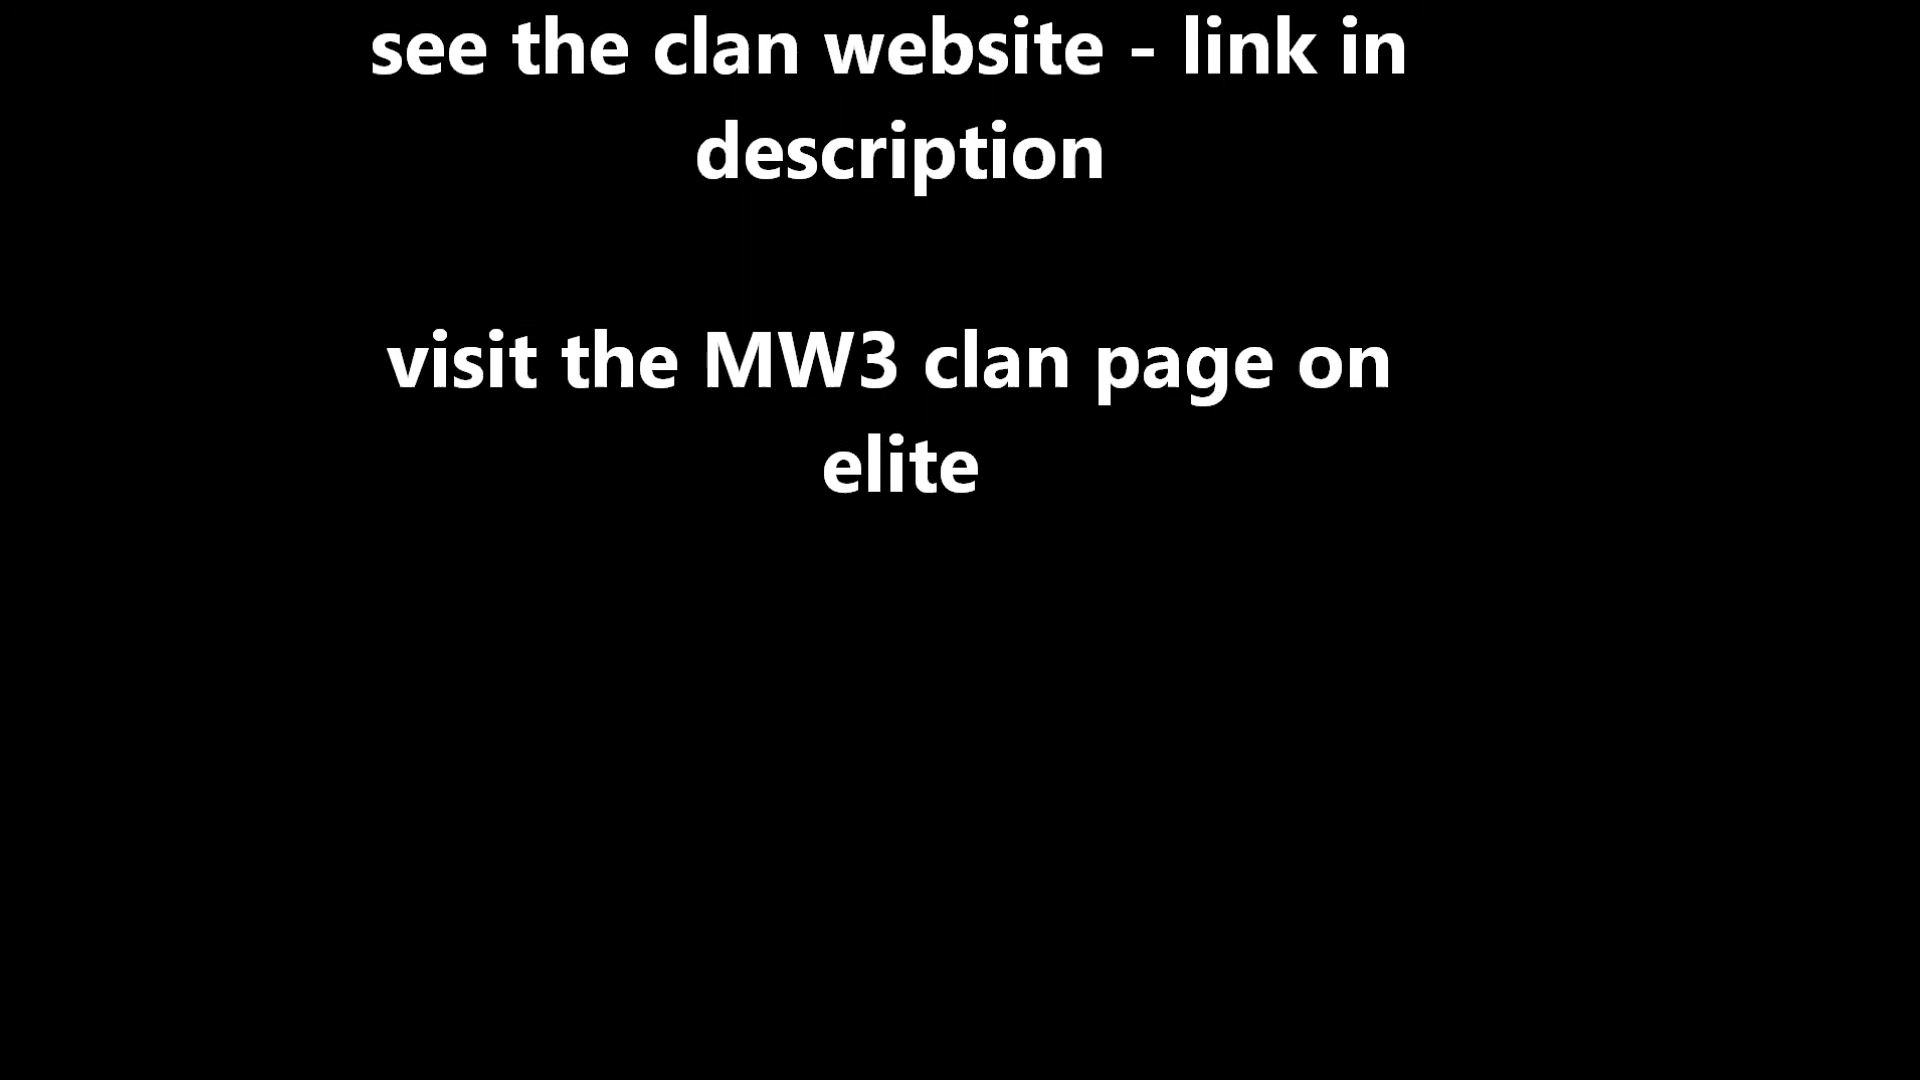 see the clan website - link in
description
visit the MW3 clan page on
elite